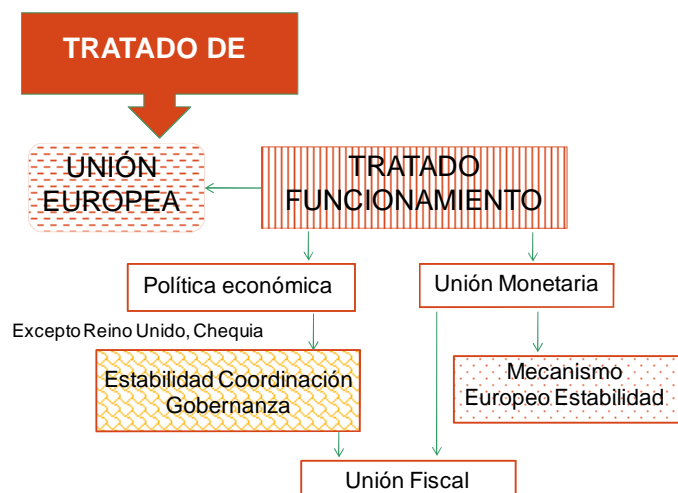 TRATADO DE
UNIÓN
EUROPEA
TRATADO
FUNCIONAMIENTO
Política económica
Unión Monetaria
Excepto Reino Unido, Chequia
Estabilidad Coordinación
Gobernanza
Mecanismo
Europeo Estabilidad
Unión Fiscal